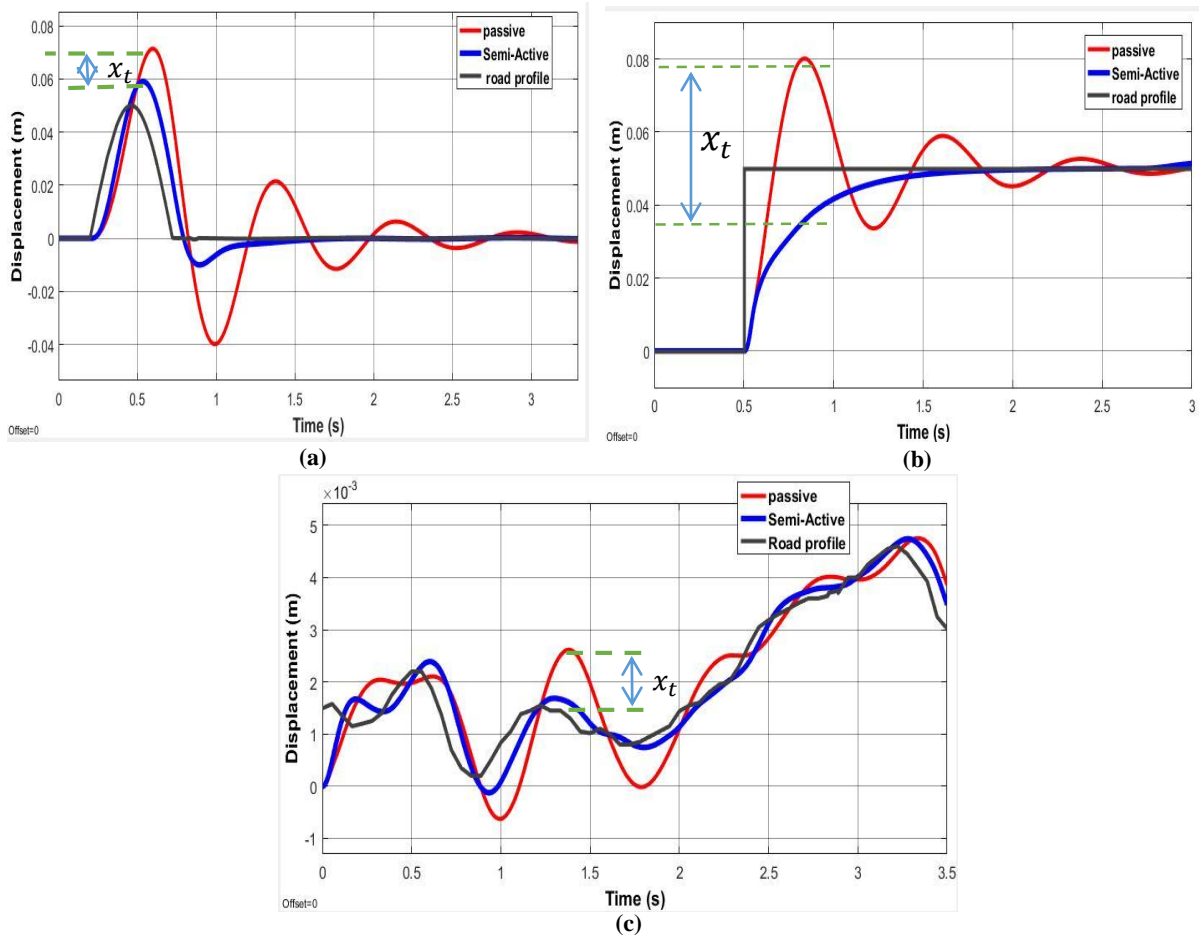 0.08
0.06
0.04
0.02
0
-0.02
-0.04
Displacement (m)
x_t
passive
Semi-Active
road profile
0 0.5 1 1.5 2 2.5 3
Time (s)
Offset=0
(a)
0.08
0.06
0.04
0.02
0
Displacement (m)
x_t
passive
Semi-Active
road profile
0 0.5 1 1.5 2 2.5 3
Time (s)
Offset=0
(b)
×10⁻³
5
4
3
2
1
0
-1
Displacement (m)
x_t
passive
Semi-Active
Road profile
0 0.5 1 1.5 2 2.5 3 3.5
Time (s)
Offset=0
(c)